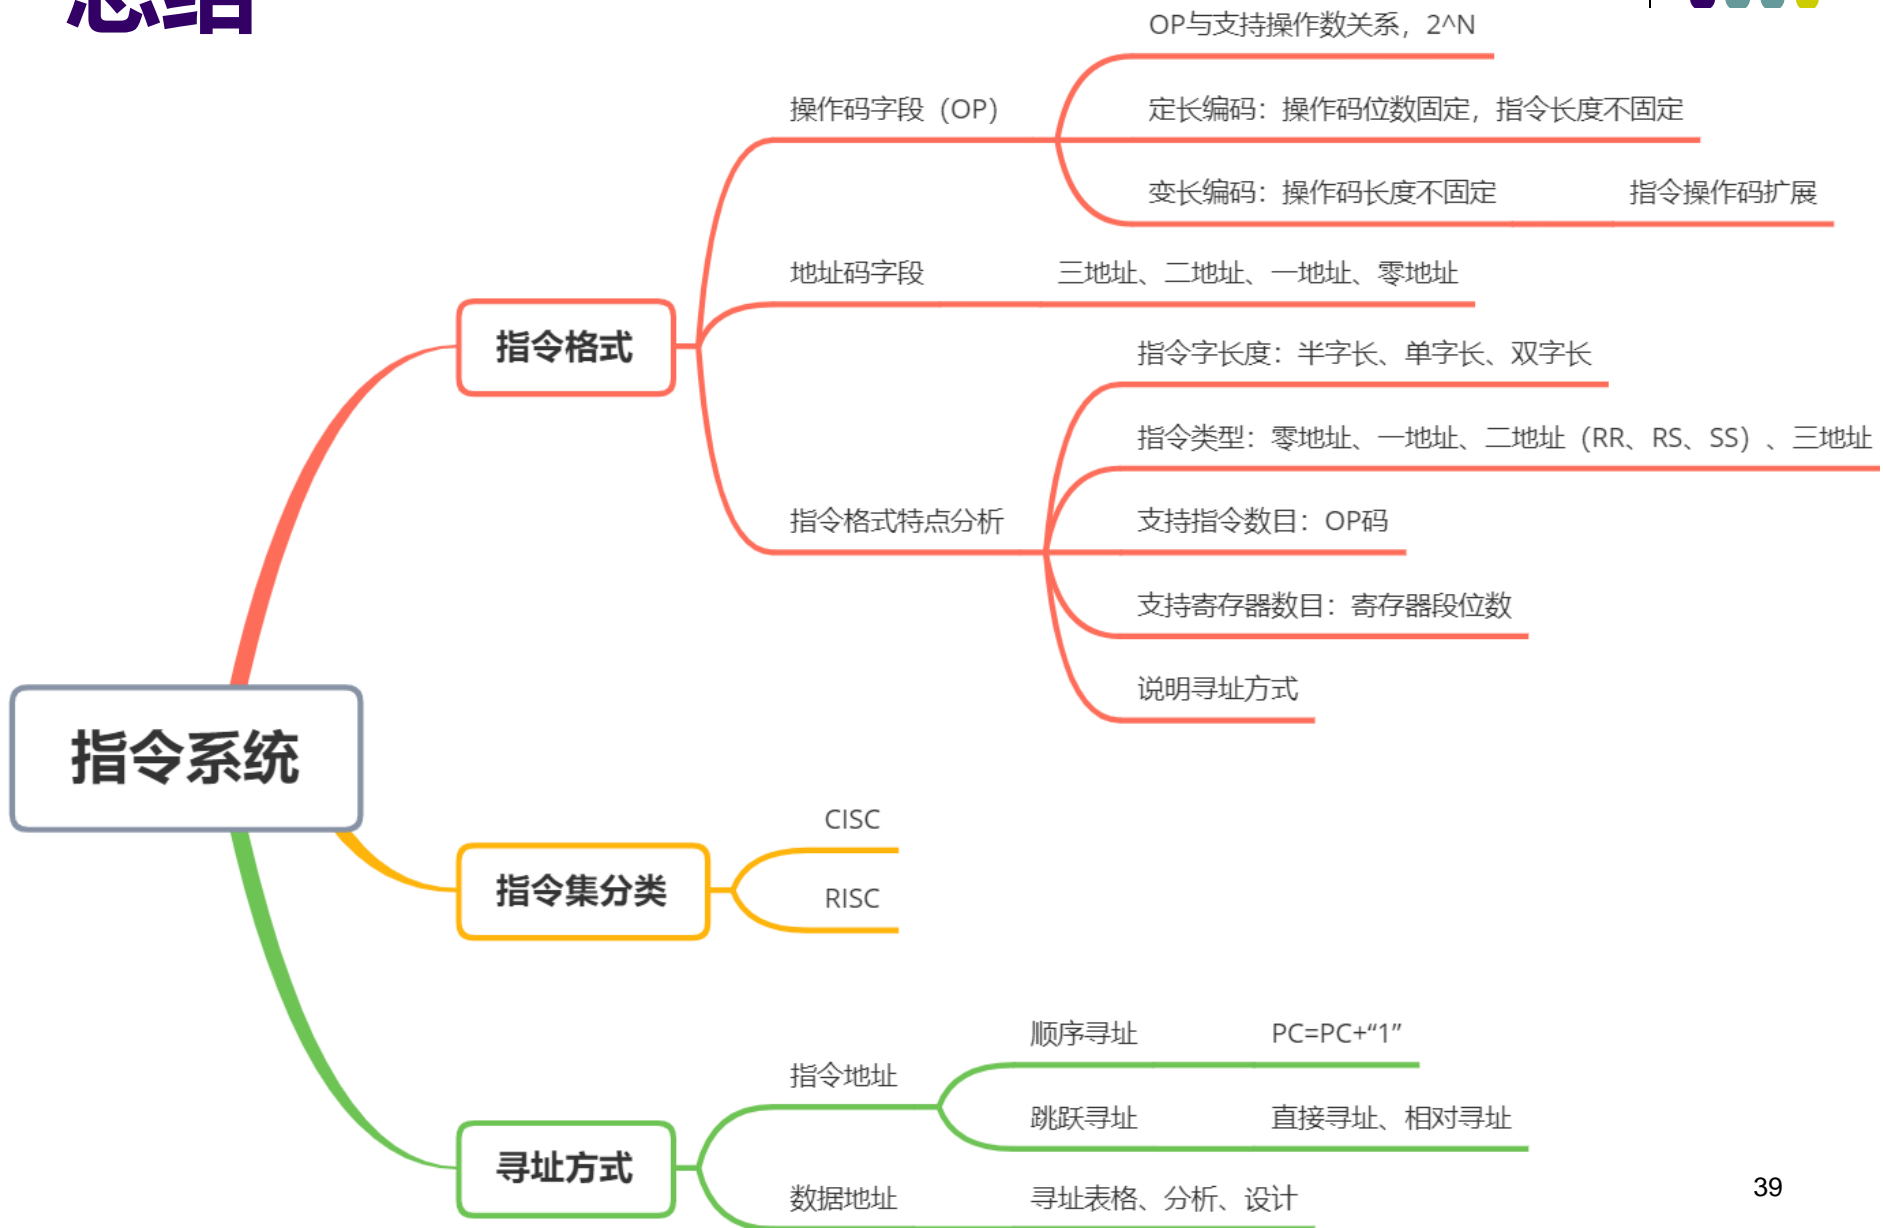 总结
OP与支持操作数关系，2^N
操作码字段（OP）
定长编码：操作码位数固定，指令长度不固定
变长编码：操作码长度不固定
指令操作码扩展
地址码字段
三地址、二地址、一地址、零地址
指令格式
指令字长度：半字长、单字长、双字长
指令类型：零地址、一地址、二地址（RR、RS、SS）、三地址
指令格式特点分析
支持指令数目：OP码
支持寄存器数目：寄存器段位数
说明寻址方式
指令系统
CISC
指令集分类
RISC
顺序寻址
PC=PC+“1”
指令地址
跳跃寻址
直接寻址、相对寻址
寻址方式
数据地址
寻址表格、分析、设计
39